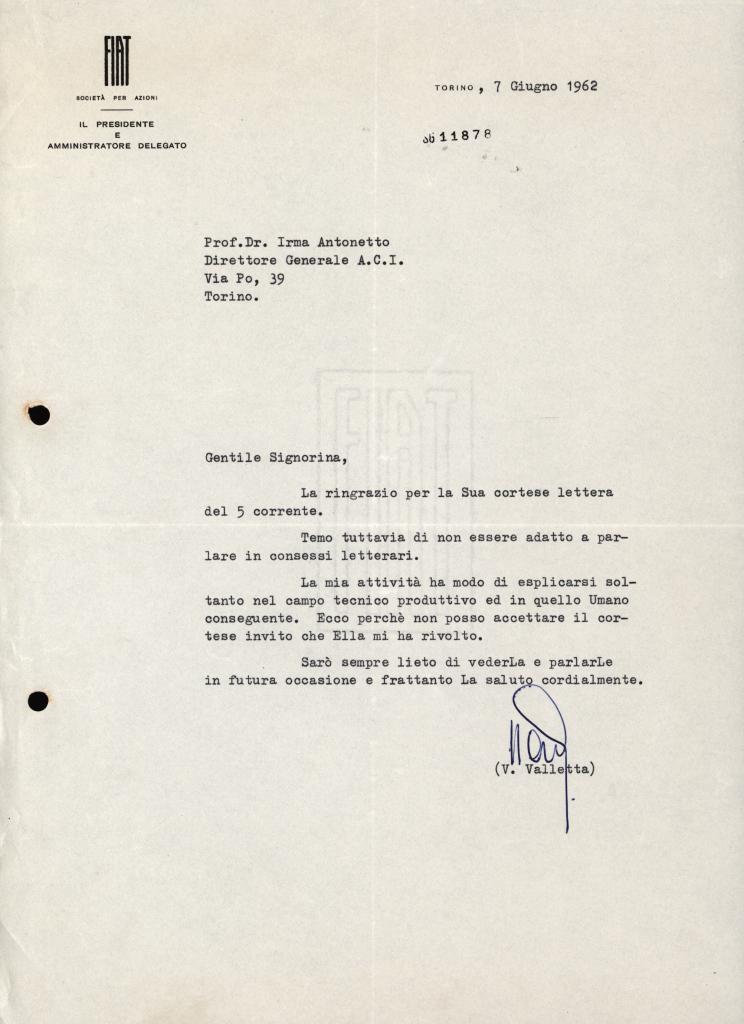 FIAT
SOCIETÀ PER AZIONI
IL PRESIDENTE
E
AMMINISTRATORE DELEGATO
TORINO, 7 Giugno 1962
11878
Prof.Dr. Irma Antonetto
Direttore Generale A.C.I.
Via Po, 39
Torino.
FIAT
Gentile Signorina,
La ringrazio per la Sua cortese lettera
del 5 corrente.
Temo tuttavia di non essere adatto a par-
lare in consessi letterari.
La mia attività ha modo di esplicarsi sol-
tanto nel campo tecnico produttivo ed in quello Umano
conseguente. Ecco perchè non posso accettare il cor-
tese invito che Ella mi ha rivolto.
Sarò sempre lieto di vederLa e parlarLe
in futura occasione e frattanto La saluto cordialmente.
(V. Valletta)